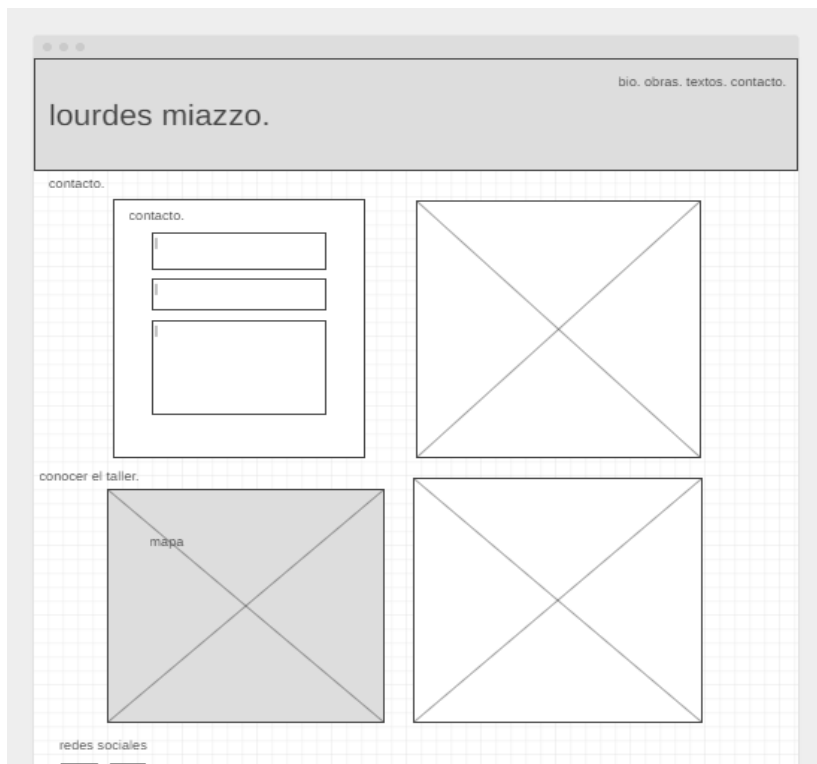 bio. obras. textos. contacto.
lourdes miazzo.
contacto.
contacto.
conocer el taller.
mapa
redes sociales